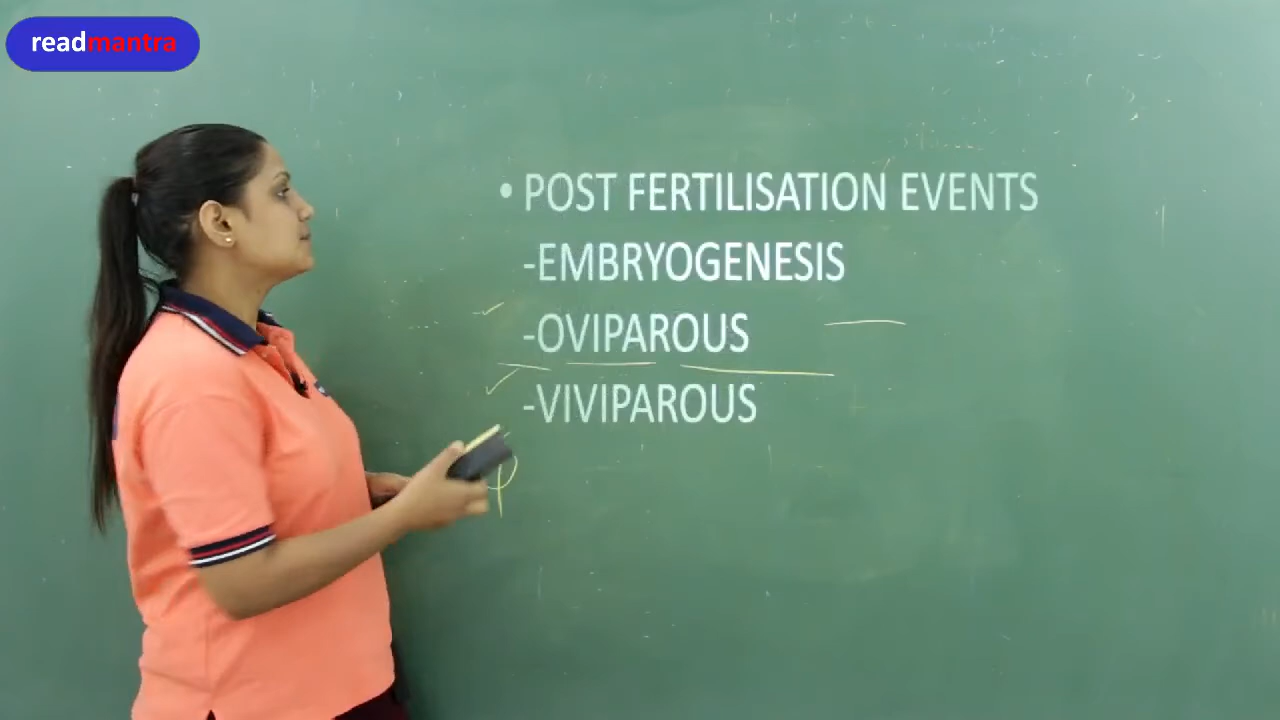 readmantra
• POST FERTILISATION EVENTS
-EMBRYOGENESIS
-OVIPAROUS
-VIVIPAROUS